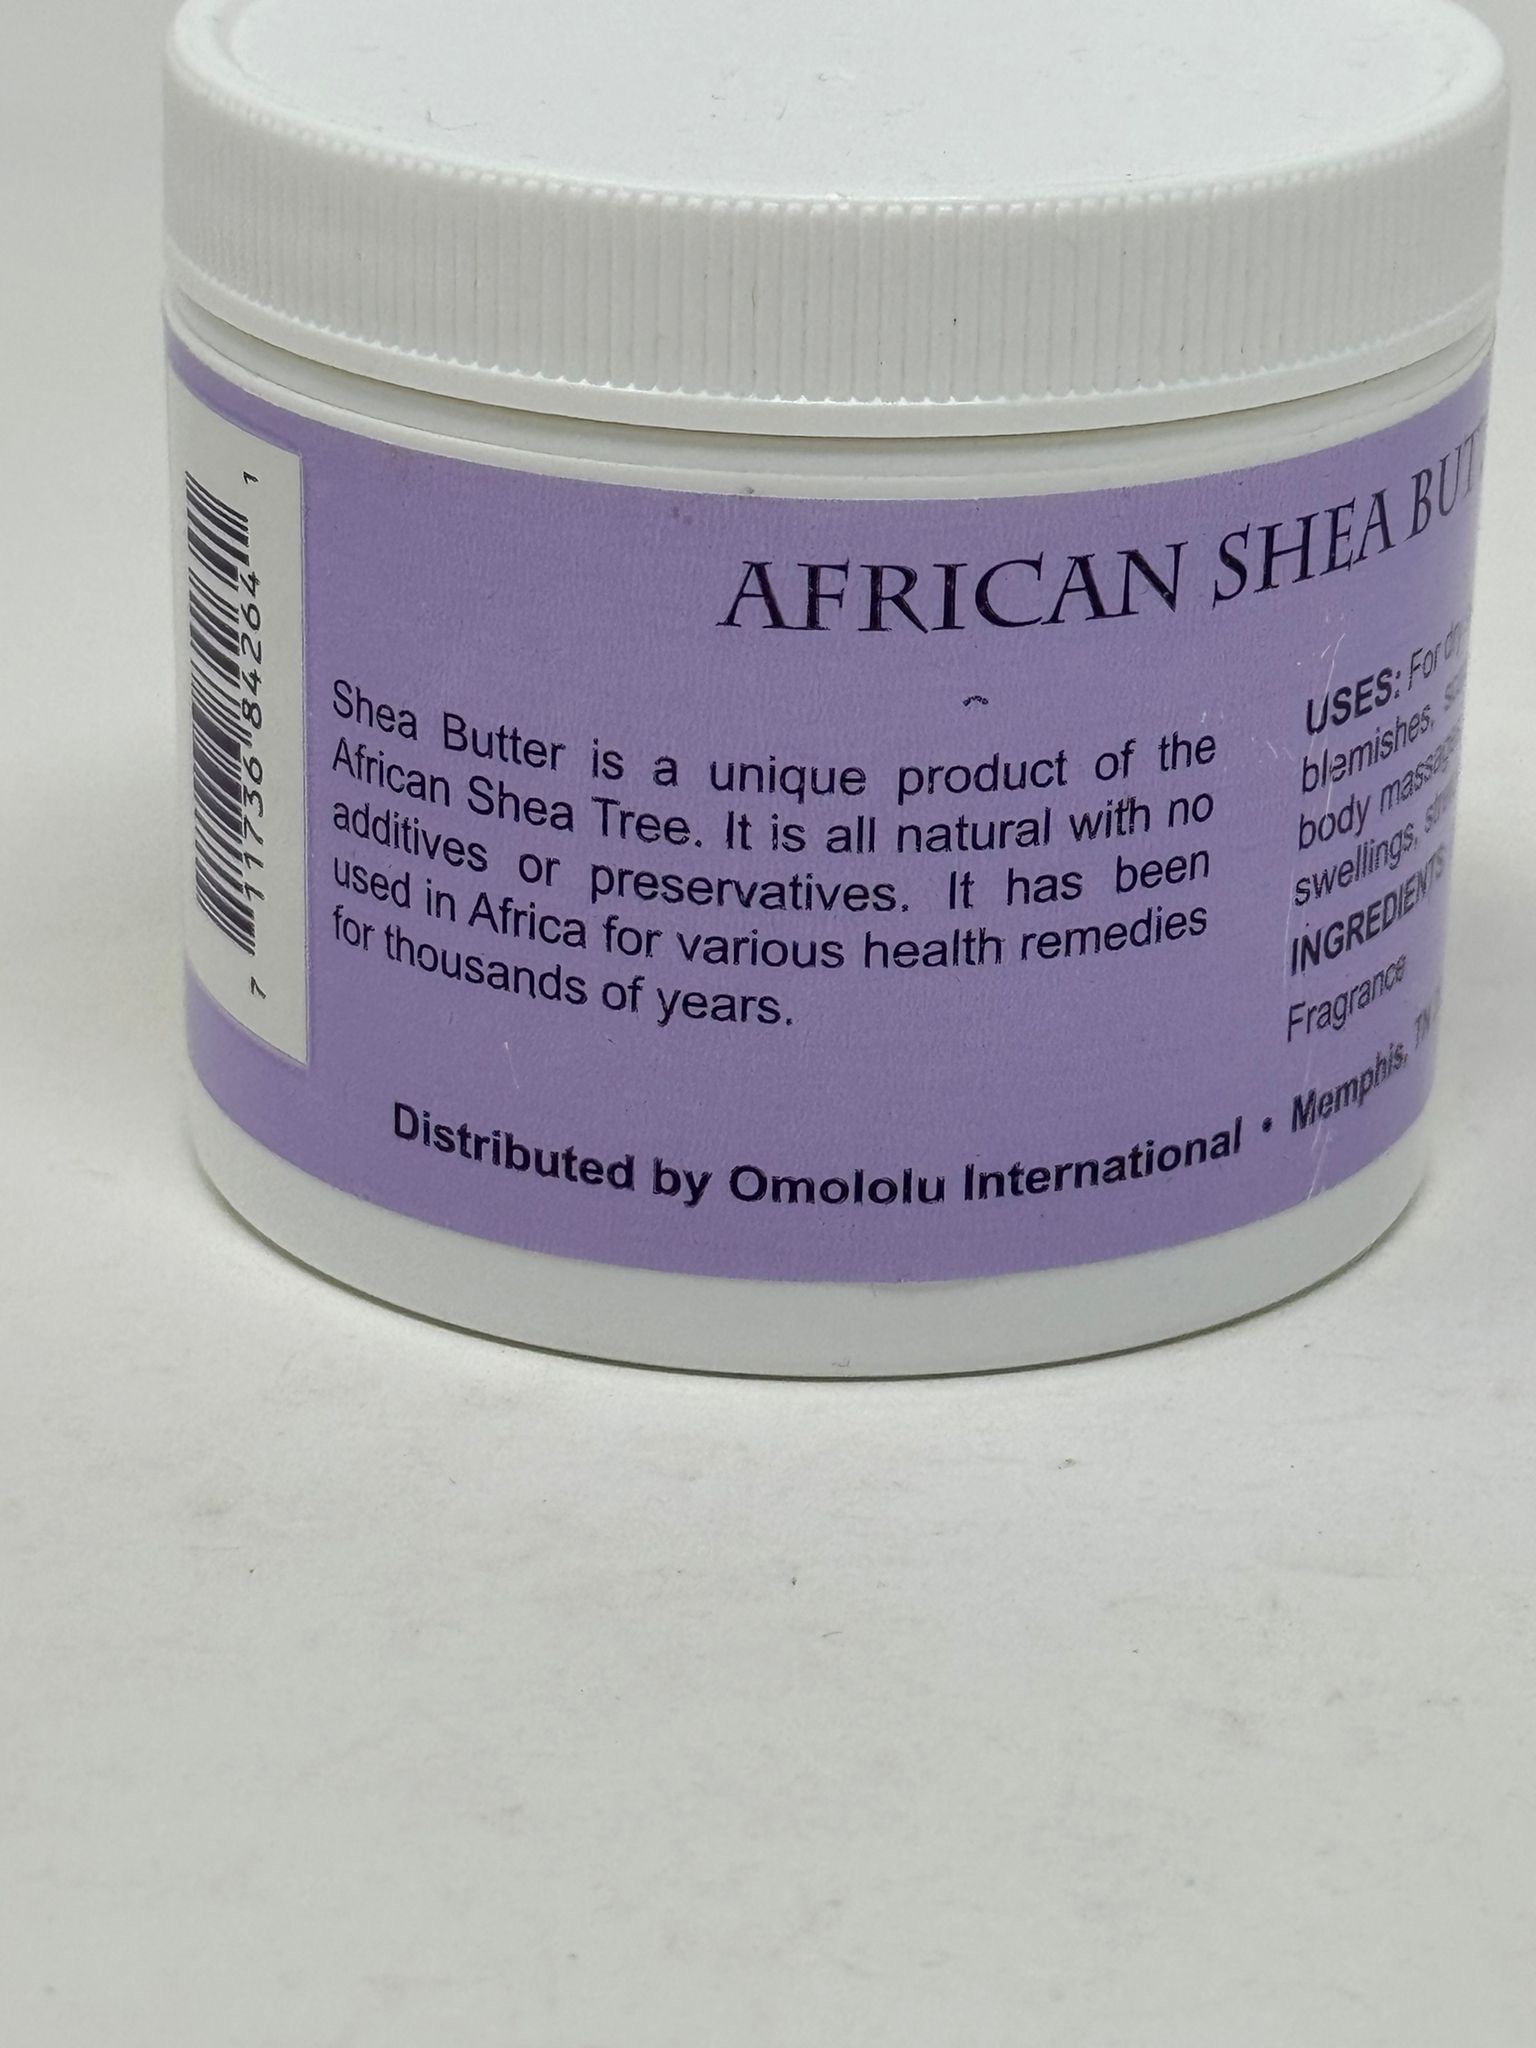 AFRICAN SHEA
Shea Butter is a unique product of the
African Shea Tree. It is all natural with no
additives or preservatives. It has been
used in Africa for various health remedies
for thousands of years.
USES: For
blemishes,
body
swellings,
INGREDIENTS
Fragrance
Distributed by Omololu International • Memphis, TN
7 11736 84264 1